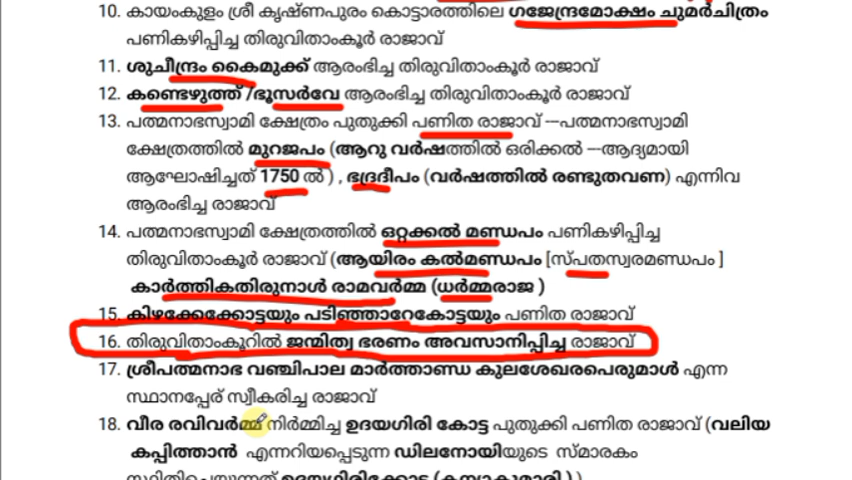 10. കായംകുളം ശ്രീ കൃഷ്ണപുരം കൊട്ടാരത്തിലെ ഗജേന്ദ്രമോക്ഷം ചുമർചിത്രം
പണികഴിപ്പിച്ച തിരുവിതാംകൂർ രാജാവ്
11. ശുചീന്ദ്രം കൈമുക്ക് ആരംഭിച്ച തിരുവിതാംകൂർ രാജാവ്
12. കണ്ടെഴുത്ത് /ഭൂസർവേ ആരംഭിച്ച തിരുവിതാംകൂർ രാജാവ്
13. പത്മനാഭസ്വാമി ക്ഷേത്രം പുതുക്കി പണിത രാജാവ് ---പത്മനാഭസ്വാമി
ക്ഷേത്രത്തിൽ മുറജപം (ആറു വർഷത്തിൽ ഒരിക്കൽ ---ആദ്യമായി
ആഘോഷിച്ചത് 1750 ൽ ) , ഭദ്രദീപം (വർഷത്തിൽ രണ്ടുതവണ) എന്നിവ
ആരംഭിച്ച രാജാവ്
14. പത്മനാഭസ്വാമി ക്ഷേത്രത്തിൽ ഒറ്റക്കൽ മണ്ഡപം പണികഴിപ്പിച്ച
തിരുവിതാംകൂർ രാജാവ് (ആയിരം കൽമണ്ഡപം [സ്പതസ്വരമണ്ഡപം ]
കാർത്തികതിരുനാൾ രാമവർമ്മ (ധർമ്മരാജ )
15. കിഴക്കേക്കോട്ടയും പടിഞ്ഞാറേകോട്ടയും പണിത രാജാവ്
16. തിരുവിതാംകൂറിൽ ജന്മിത്വ ഭരണം അവസാനിപ്പിച്ച രാജാവ്
17. ശ്രീപത്മനാഭ വഞ്ചിപാല മാർത്താണ്ഡ കുലശേഖരപെരുമാൾ എന്ന
സ്ഥാനപ്പേര് സ്വീകരിച്ച രാജാവ്
18. വീര രവിവർമ്മ നിർമ്മിച്ച ഉദയഗിരി കോട്ട പുതുക്കി പണിത രാജാവ് (വലിയ
കപ്പിത്താൻ എന്നറിയപ്പെടുന്ന ഡിലനോയിയുടെ സ്മാരകം
സ്ഥിതിചെയ്യുന്നത് ഉദയഗിരിക്കോട്ട (കന്യാകുമാരി ) )